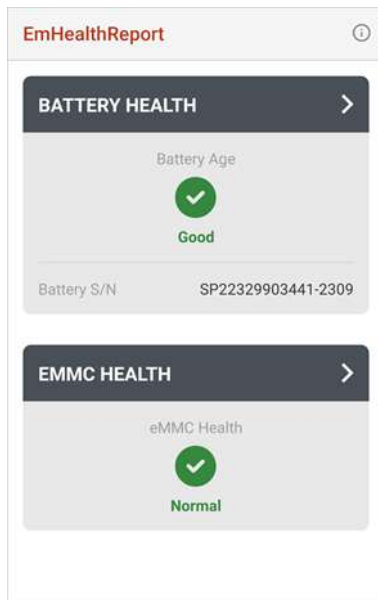 EmHealthReport
BATTERY HEALTH
Battery Age
Good
Battery S/N SP22329903441-2309
EMMC HEALTH
eMMC Health
Normal